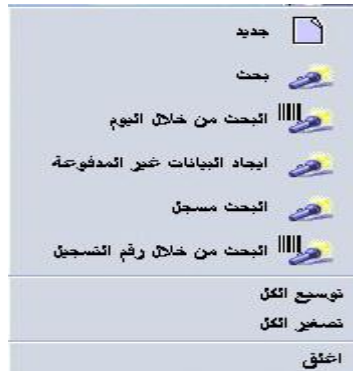 جديد
بحث
البحث من خلال اليوم
ايجاد البيانات غير المدفوعة
البحث مسجل
البحث من خلال رقم التسجيل
توسيع الكل
تصغير الكل
اغلق